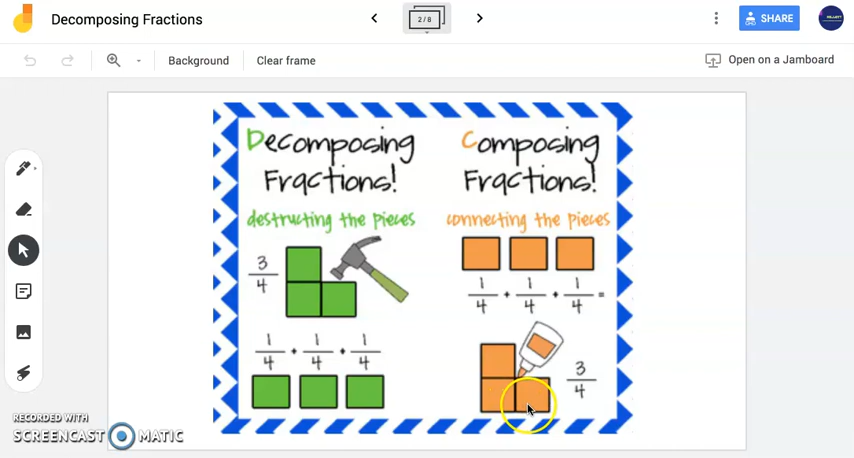 Decomposing Fractions
2 / 8
SHARE
Background
Clear frame
Open on a Jamboard
Decomposing
Fractions!
destructing the pieces
3/4
1/4 + 1/4 + 1/4
Composing
Fractions!
connecting the pieces
1/4 + 1/4 + 1/4 =
3/4
RECORDED WITH
SCREENCAST MATIC